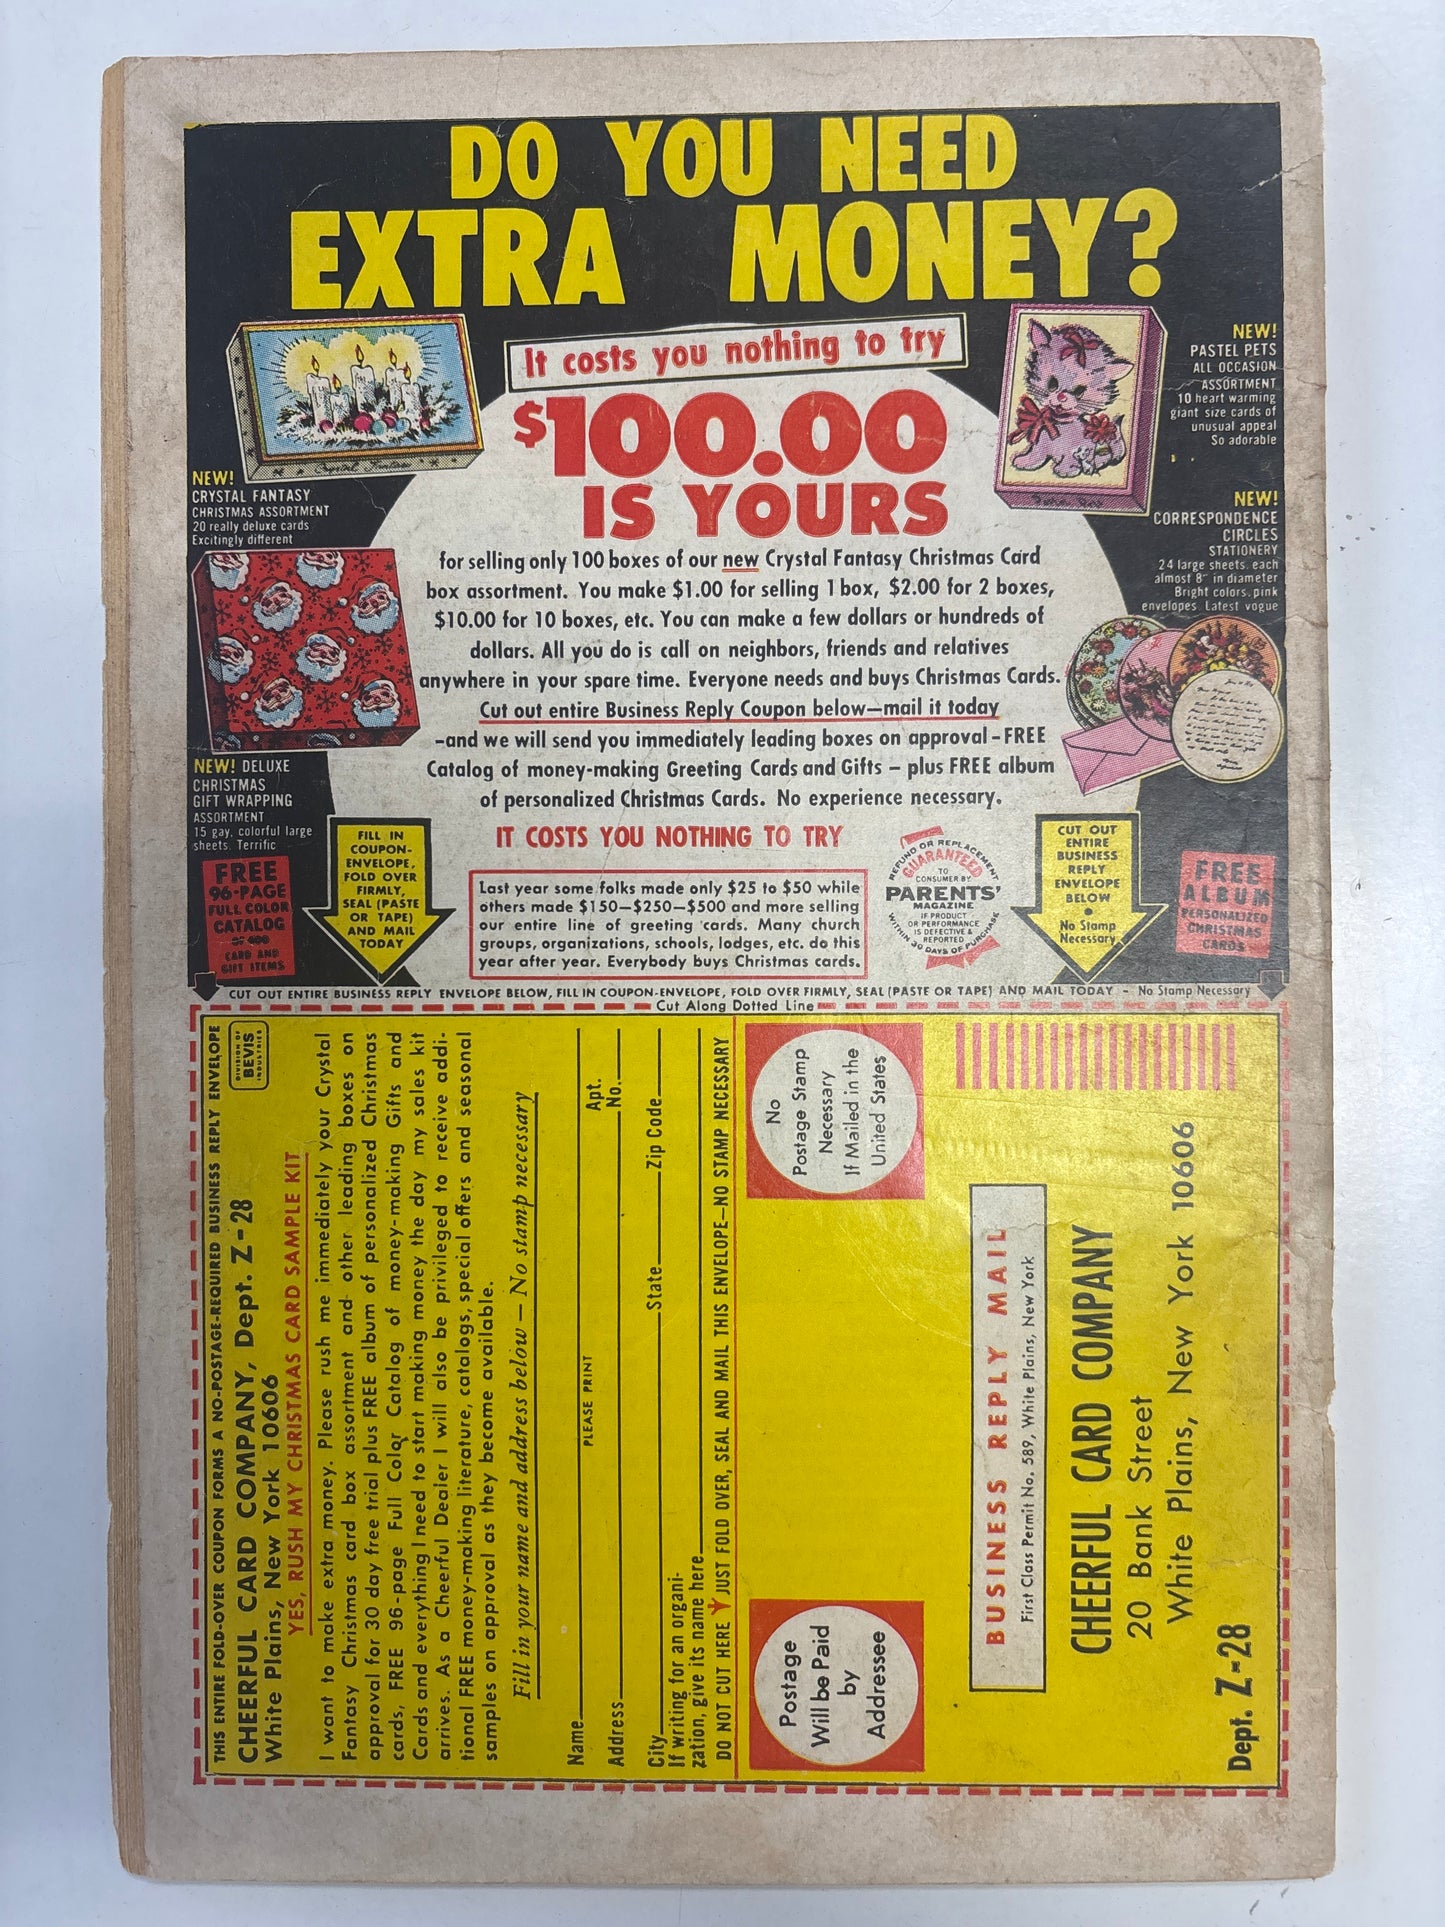 DO YOU NEED
EXTRA MONEY?
It costs you nothing to try
$100.00
IS YOURS
for selling only 100 boxes of our new Crystal Fantasy Christmas Card
box assortment. You make $1.00 for selling 1 box, $2.00 for 2 boxes,
$10.00 for 10 boxes, etc. You can make a few dollars or hundreds of
dollars. All you do is call on neighbors, friends and relatives
anywhere in your spare time. Everyone needs and buys Christmas Cards.
Cut out entire Business Reply Coupon below—mail it today
-and we will send you immediately leading boxes on approval - FREE
Catalog of money-making Greeting Cards and Gifts – plus FREE album
of personalized Christmas Cards. No experience necessary.
IT COSTS YOU NOTHING TO TRY
NEW!
CRYSTAL FANTASY
CHRISTMAS ASSORTMENT
20 really deluxe cards
Excitingly different
NEW! DELUXE
CHRISTMAS
GIFT WRAPPING
ASSORTMENT
15 gay, colorful large
sheets. Terrific
NEW!
PASTEL PETS
ALL OCCASION
ASSORTMENT
10 heart warming
giant size cards of
unusual appeal
So adorable
NEW!
CORRESPONDENCE
CIRCLES
STATIONERY
24 large sheets, each
almost 8" in diameter
Bright colors, pink
envelopes. Latest vogue
FREE
96-PAGE
FULL COLOR
CATALOG
OF 400
CARD AND
GIFT ITEMS
FILL IN
COUPON-
ENVELOPE,
FOLD OVER
FIRMLY,
SEAL (PASTE
OR TAPE)
AND MAIL
TODAY
Last year some folks made only $25 to $50 while
others made $150—$250—$500 and more selling
our entire line of greeting cards. Many church
groups, organizations, schools, lodges, etc. do this
year after year. Everybody buys Christmas cards.
REFUND OR REPLACEMENT
GUARANTEED
TO
CONSUMER BY
PARENTS'
MAGAZINE
IF PRODUCT
OR PERFORMANCE
IS DEFECTIVE &
REPORTED
WITHIN 30 DAYS OF PURCHASE
CUT OUT
ENTIRE
BUSINESS
REPLY
ENVELOPE
BELOW
•
No Stamp
Necessary
FREE
ALBUM
PERSONALIZED
CHRISTMAS
CARDS
CUT OUT ENTIRE BUSINESS REPLY ENVELOPE BELOW, FILL IN COUPON-ENVELOPE, FOLD OVER FIRMLY, SEAL (PASTE OR TAPE) AND MAIL TODAY - No Stamp Necessary
Cut Along Dotted Line
THIS ENTIRE FOLD-OVER COUPON FORMS A NO-POSTAGE-REQUIRED BUSINESS REPLY ENVELOPE
CHEERFUL CARD COMPANY, Dept. Z-28
White Plains, New York 10606
DIVISION OF
BEVIS
INDUSTRIES
YES, RUSH MY CHRISTMAS CARD SAMPLE KIT
I want to make extra money. Please rush me immediately your Crystal
Fantasy Christmas card box assortment and other leading boxes on
approval for 30 day free trial plus FREE album of personalized Christmas
cards, FREE 96-page Full Color Catalog of money-making Gifts and
Cards and everything I need to start making money the day my sales kit
arrives. As a Cheerful Dealer I will also be privileged to receive addi-
tional FREE money-making literature, catalogs, special offers and seasonal
samples on approval as they become available.
Fill in your name and address below — No stamp necessary
Name
PLEASE PRINT
Address Apt. No.
City State Zip Code
If writing for an organi-
zation, give its name here
DO NOT CUT HERE JUST FOLD OVER, SEAL AND MAIL THIS ENVELOPE—NO STAMP NECESSARY
Postage
Will be Paid
by
Addressee
No
Postage Stamp
Necessary
If Mailed in the
United States
BUSINESS REPLY MAIL
First Class Permit No. 589, White Plains, New York
CHEERFUL CARD COMPANY
20 Bank Street
White Plains, New York 10606
Dept. Z-28